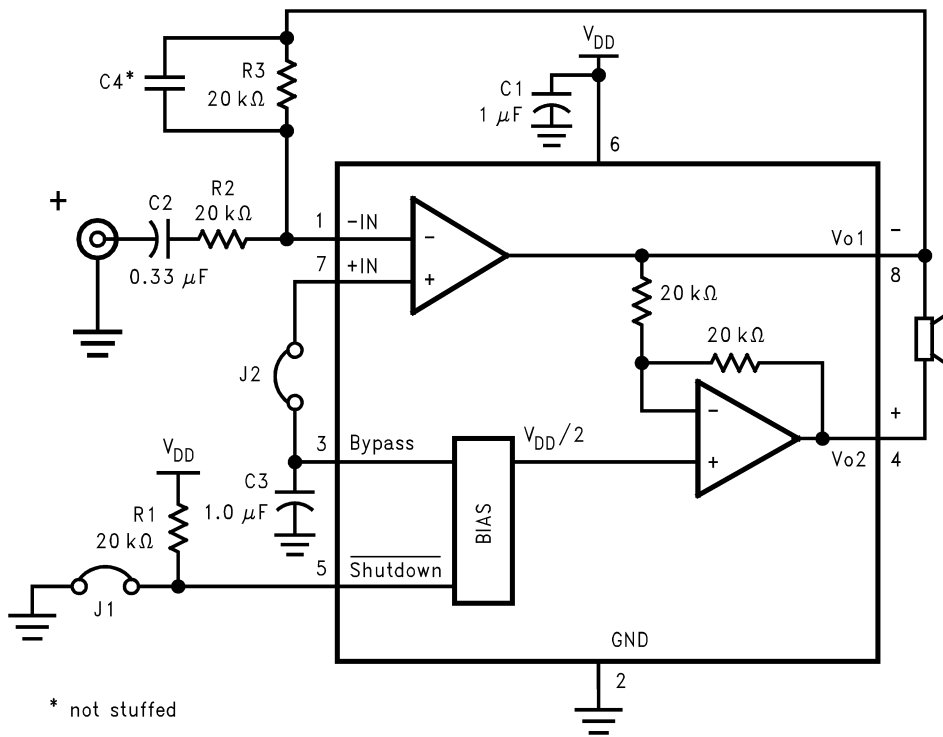 C4*
R3
20 kΩ
V_DD
C1
1 μF
6
+
C2
0.33 μF
R2
20 kΩ
1
-IN
7
+IN
-
+
Vo1
-
8
20 kΩ
20 kΩ
J2
-
+
Vo2
+
4
V_DD
R1
20 kΩ
3
Bypass
C3
1.0 μF
V_DD/2
BIAS
5
Shutdown
J1
GND
2
* not stuffed